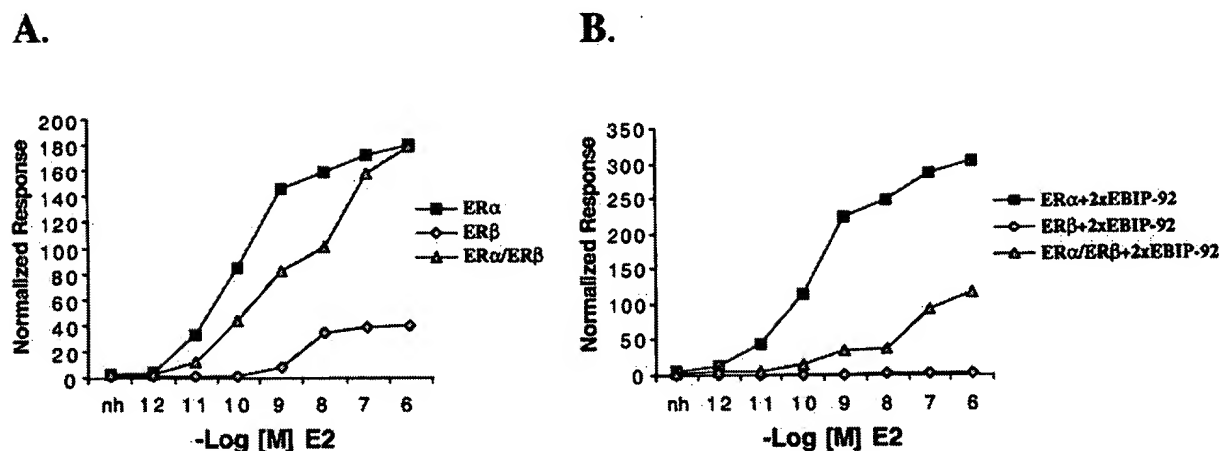 A.
B.
Normalized Response
200
180
160
140
120
100
80
60
40
20
0
nh 12 11 10 9 8 7 6
-Log [M] E2
ERα
ERβ
ERα/ERβ
Normalized Response
350
300
250
200
150
100
50
0
nh 12 11 10 9 8 7 6
-Log [M] E2
ERα+2xEBIP-92
ERβ+2xEBIP-92
ERα/ERβ+2xEBIP-92